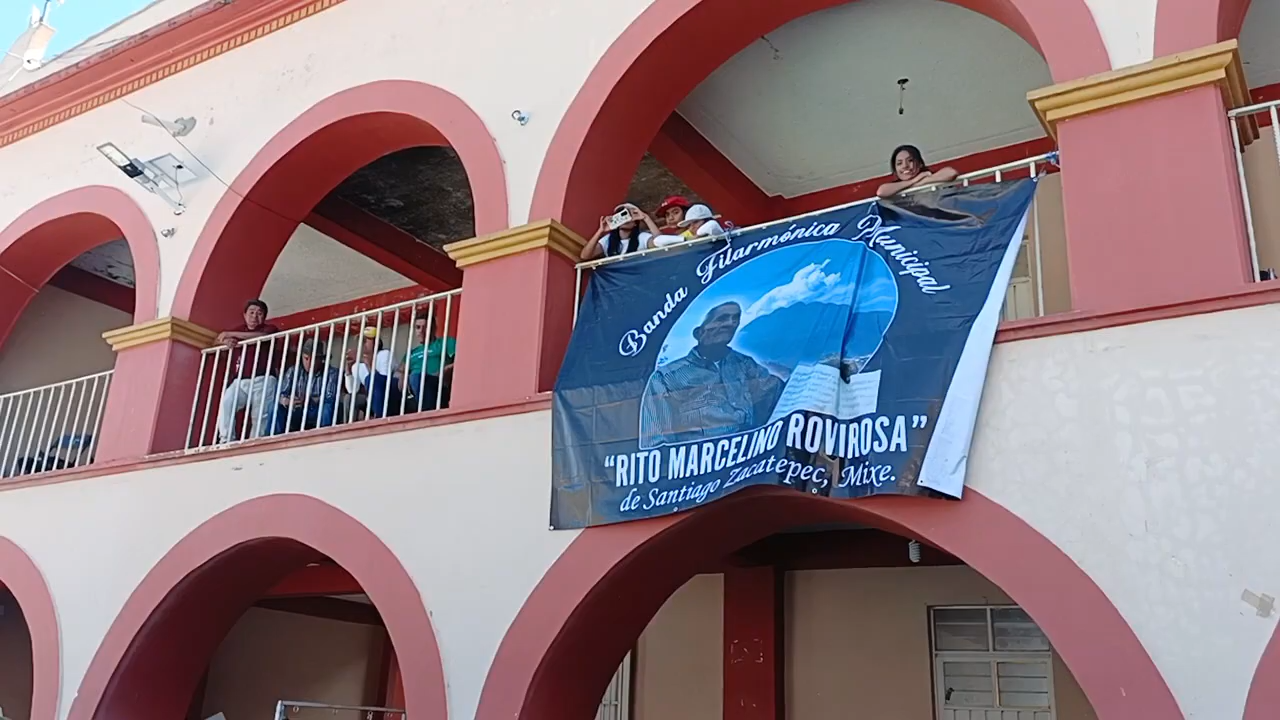 Banda Filarmónica Municipal
“RITO MARCELINO ROVIROSA”
de Santiago Zacatepec, Mixe.